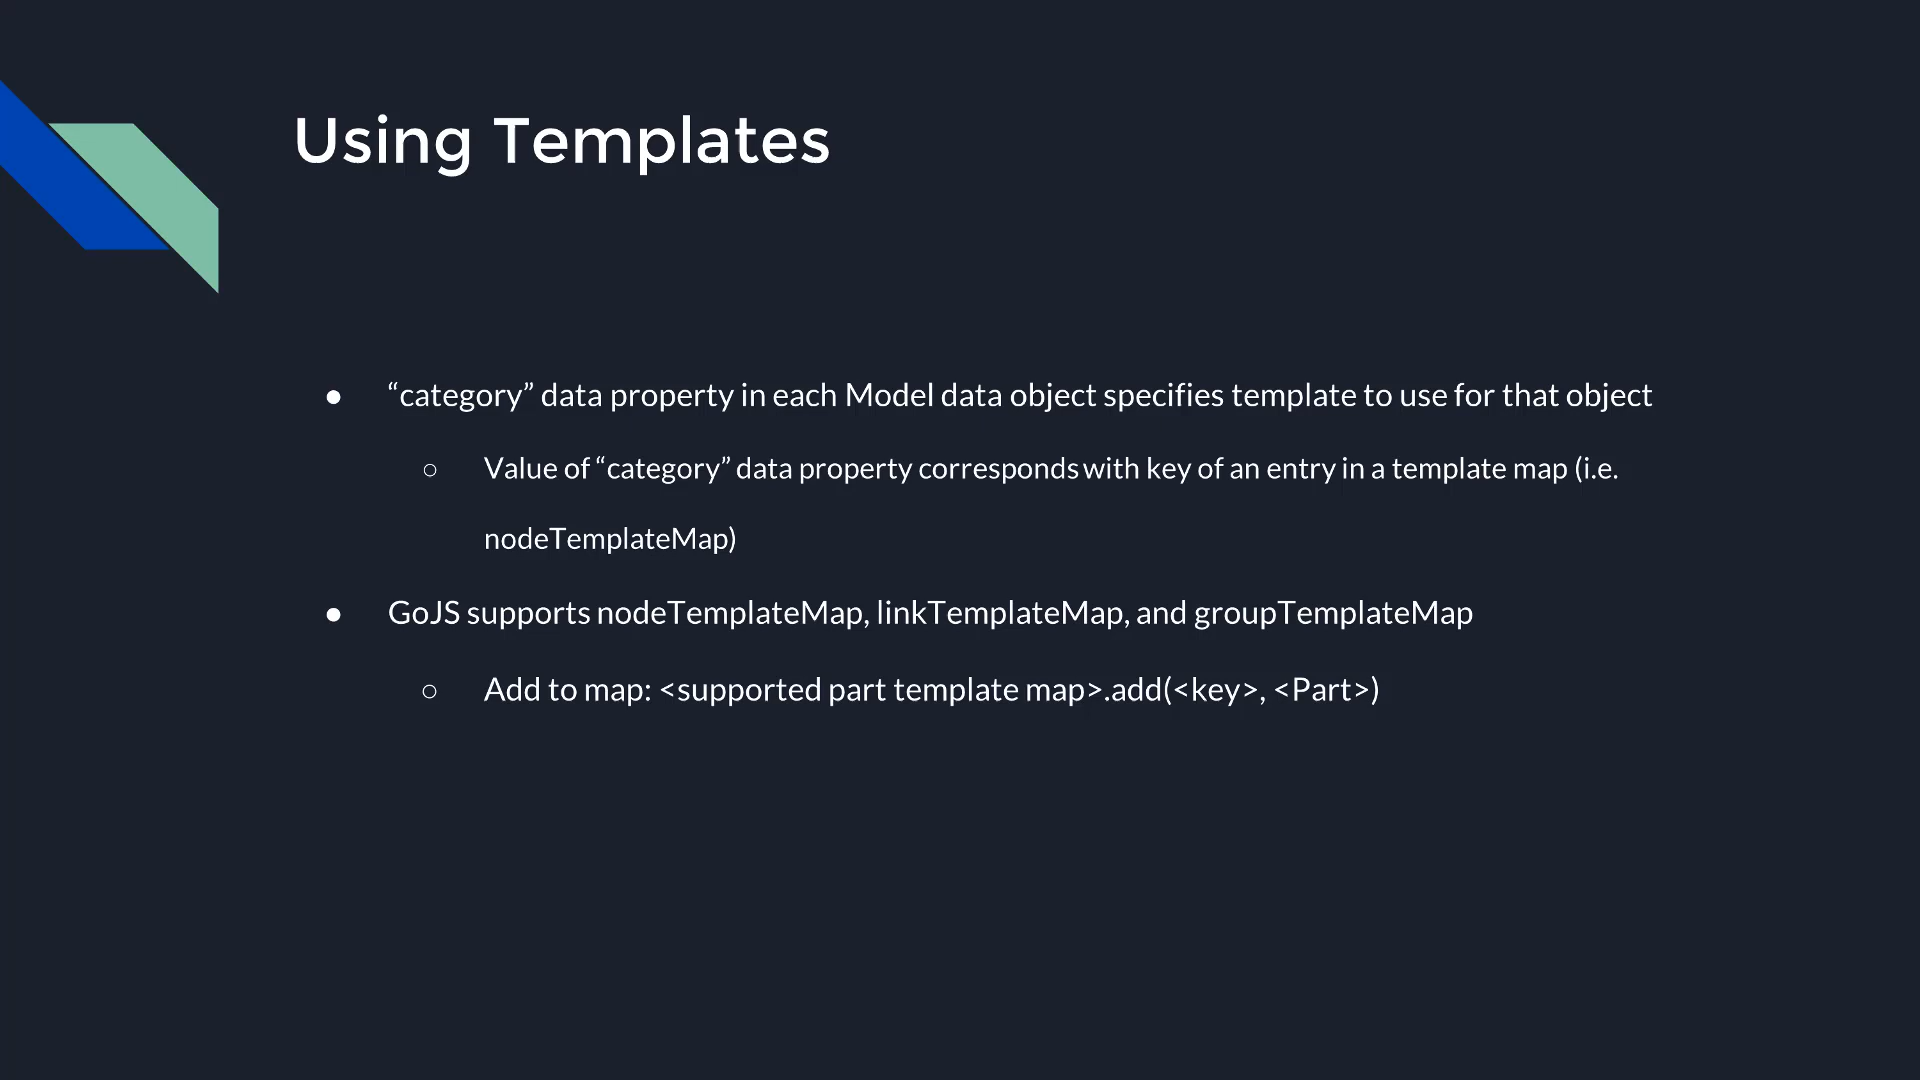 Using Templates
● “category” data property in each Model data object specifies template to use for that object
○ Value of “category” data property corresponds with key of an entry in a template map (i.e.
nodeTemplateMap)
● GoJS supports nodeTemplateMap, linkTemplateMap, and groupTemplateMap
○ Add to map: <supported part template map>.add(<key>, <Part>)